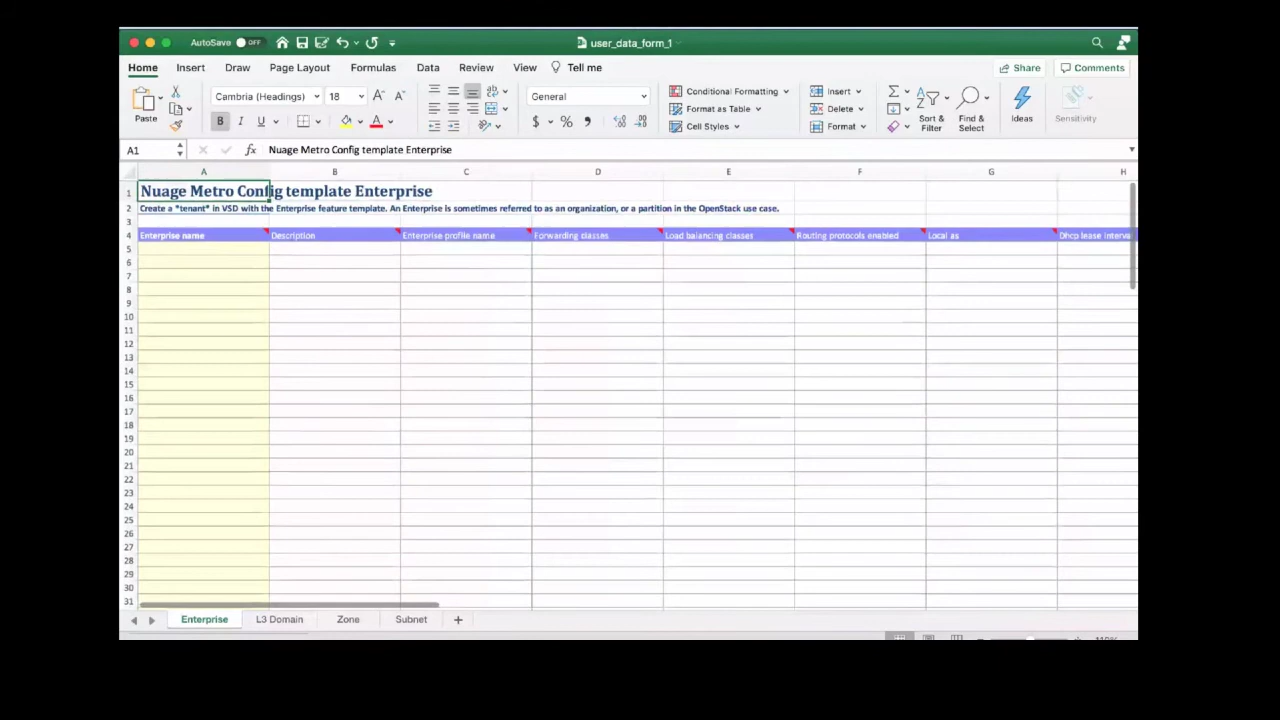 AutoSave OFF user_data_form_1
Home Insert Draw Page Layout Formulas Data Review View Tell me Share Comments
Cambria (Headings) 18 A A General Conditional Formatting Insert
Format as Table Delete
Paste B I U A $ % Cell Styles Format Sort & Filter Find & Select Ideas Sensitivity
A1 fx Nuage Metro Config template Enterprise
A B C D E F G H
1 Nuage Metro Config template Enterprise
2 Create a *tenant* in VSD with the Enterprise feature template. An Enterprise is sometimes referred to as an organization, or a partition in the OpenStack use case.
3
4 Enterprise name Description Enterprise profile name Forwarding classes Load balancing classes Routing protocols enabled Local as Dhcp lease interva
5
6
7
8
9
10
11
12
13
14
15
16
17
18
19
20
21
22
23
24
25
26
27
28
29
30
31
Enterprise L3 Domain Zone Subnet +